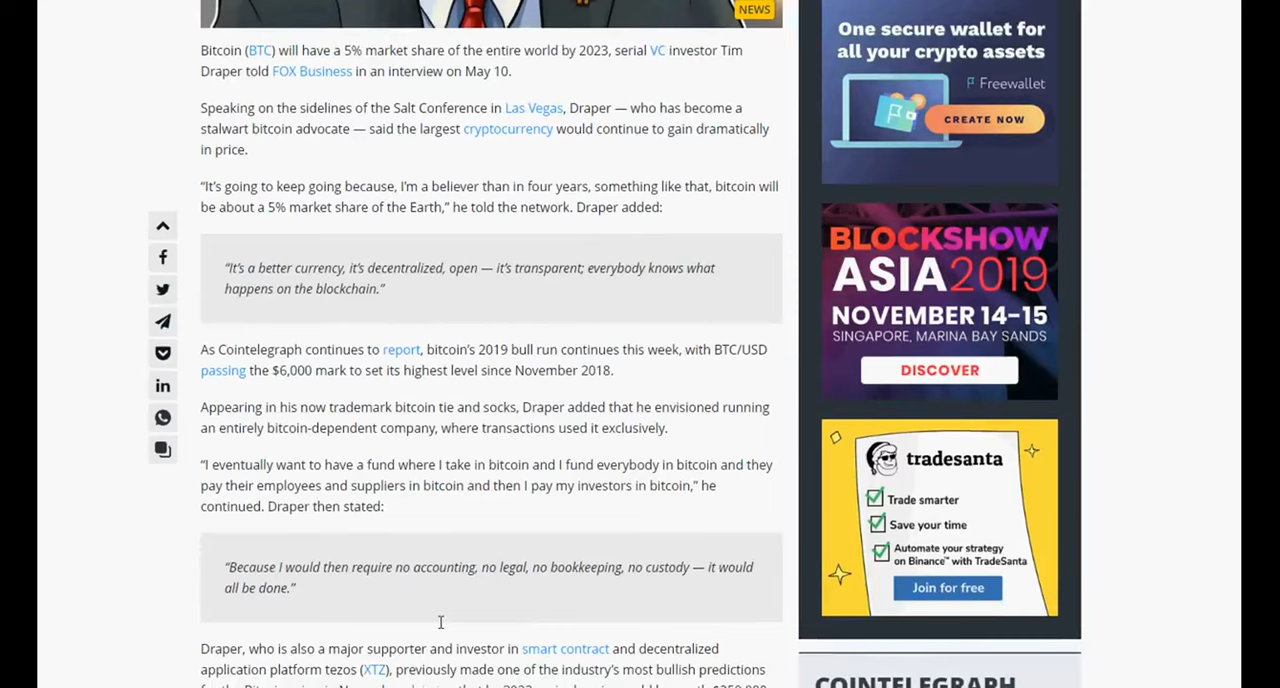 NEWS
Bitcoin (BTC) will have a 5% market share of the entire world by 2023, serial VC investor Tim
Draper told FOX Business in an interview on May 10.
Speaking on the sidelines of the Salt Conference in Las Vegas, Draper — who has become a
stalwart bitcoin advocate — said the largest cryptocurrency would continue to gain dramatically
in price.
“It’s going to keep going because, I’m a believer than in four years, something like that, bitcoin will
be about a 5% market share of the Earth,” he told the network. Draper added:
“It’s a better currency, it’s decentralized, open — it’s transparent; everybody knows what
happens on the blockchain.”
As Cointelegraph continues to report, bitcoin’s 2019 bull run continues this week, with BTC/USD
passing the $6,000 mark to set its highest level since November 2018.
Appearing in his now trademark bitcoin tie and socks, Draper added that he envisioned running
an entirely bitcoin-dependent company, where transactions used it exclusively.
“I eventually want to have a fund where I take in bitcoin and I fund everybody in bitcoin and they
pay their employees and suppliers in bitcoin and then I pay my investors in bitcoin,” he
continued. Draper then stated:
“Because I would then require no accounting, no legal, no bookkeeping, no custody — it would
all be done.”
Draper, who is also a major supporter and investor in smart contract and decentralized
application platform tezos (XTZ), previously made one of the industry’s most bullish predictions
One secure wallet for
all your crypto assets
Freewallet
CREATE NOW
BLOCKSHOW
ASIA 2019
NOVEMBER 14-15
SINGAPORE, MARINA BAY SANDS
DISCOVER
tradesanta
Trade smarter
Save your time
Automate your strategy
on Binance™ with TradeSanta
Join for free
COINTELEGRAPH